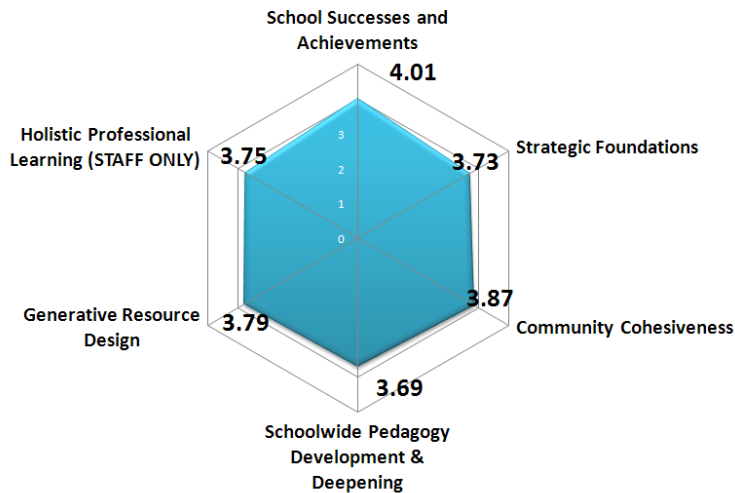 School Successes and
Achievements
4.01
Holistic Professional
Learning (STAFF ONLY)
3.75
3
3.73
Strategic Foundations
2
1
0
Generative Resource
Design
3.79
3.87
Community Cohesiveness
3.69
Schoolwide Pedagogy
Development &
Deepening